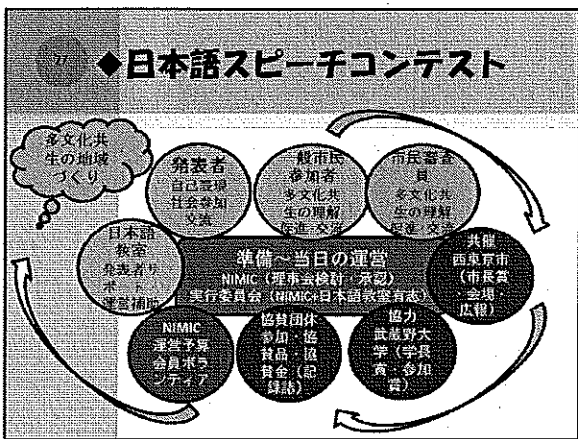 27
◆日本語スピーチコンテスト
多文化共
生の地域
づくり
発表者
自己表現
社会参加
交流
一般市民
参加者
多文化共
生の理解
促進・交流
市民審査
員
多文化共
生の理解
促進・交流
日本語
教室
発表者サ
ポート・
運営補助
準備～当日の運営
NIMIC（理事会検討・承認）
実行委員会（NIMIC+日本語教室有志）
共催
西東京市
（市長賞
・会場・
広報）
NIMIC
運営予算
会員ボラ
ンティア
協賛団体
参加・協
賛品・協
賛金（記
録誌）
協力
武蔵野大
学（学長
賞・参加
賞）